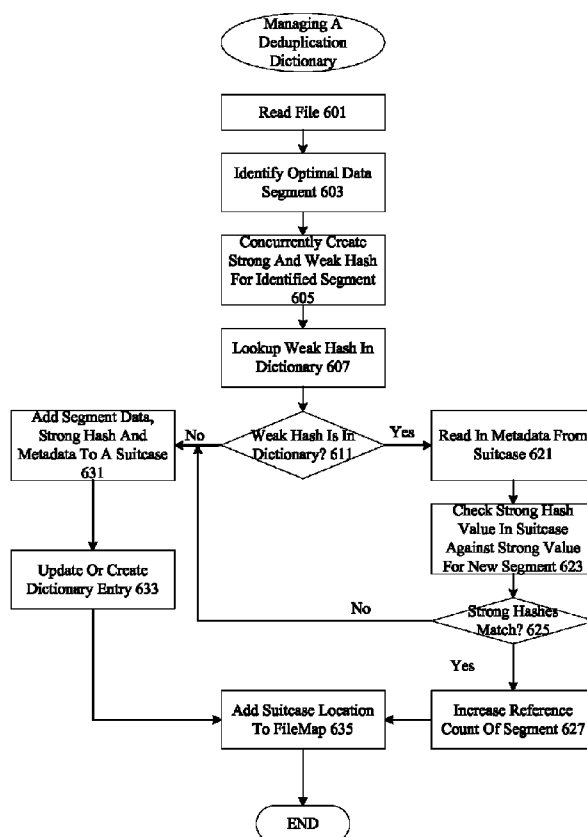 Managing A
Deduplication
Dictionary
Read File 601
Identify Optimal Data
Segment 603
Concurrently Create
Strong And Weak Hash
For Identified Segment
605
Lookup Weak Hash In
Dictionary 607
Add Segment Data,
Strong Hash And
Metadata To A Suitcase
631
No
Weak Hash Is In
Dictionary? 611
Yes
Read In Metadata From
Suitcase 621
Check Strong Hash
Value In Suitcase
Against Strong Value
For New Segment 623
Update Or Create
Dictionary Entry 633
No
Strong Hashes
Match? 625
Yes
Add Suitcase Location
To FileMap 635
Increase Reference
Count Of Segment 627
END